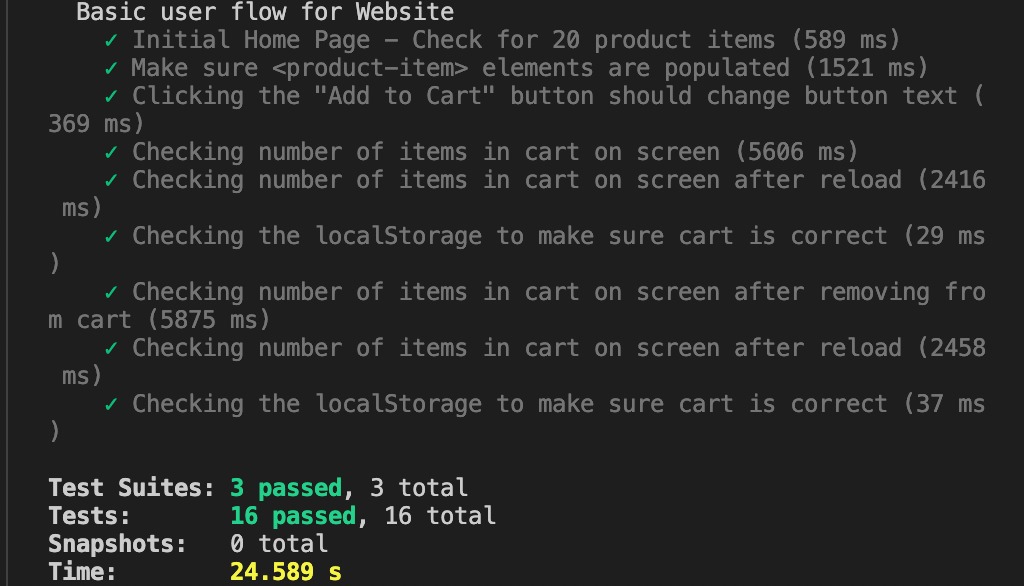 Basic user flow for Website
✓ Initial Home Page – Check for 20 product items (589 ms)
✓ Make sure <product-item> elements are populated (1521 ms)
✓ Clicking the "Add to Cart" button should change button text (
369 ms)
✓ Checking number of items in cart on screen (5606 ms)
✓ Checking number of items in cart on screen after reload (2416
ms)
✓ Checking the localStorage to make sure cart is correct (29 ms
)
✓ Checking number of items in cart on screen after removing fro
m cart (5875 ms)
✓ Checking number of items in cart on screen after reload (2458
ms)
✓ Checking the localStorage to make sure cart is correct (37 ms
)
Test Suites: 3 passed, 3 total
Tests: 16 passed, 16 total
Snapshots: 0 total
Time: 24.589 s